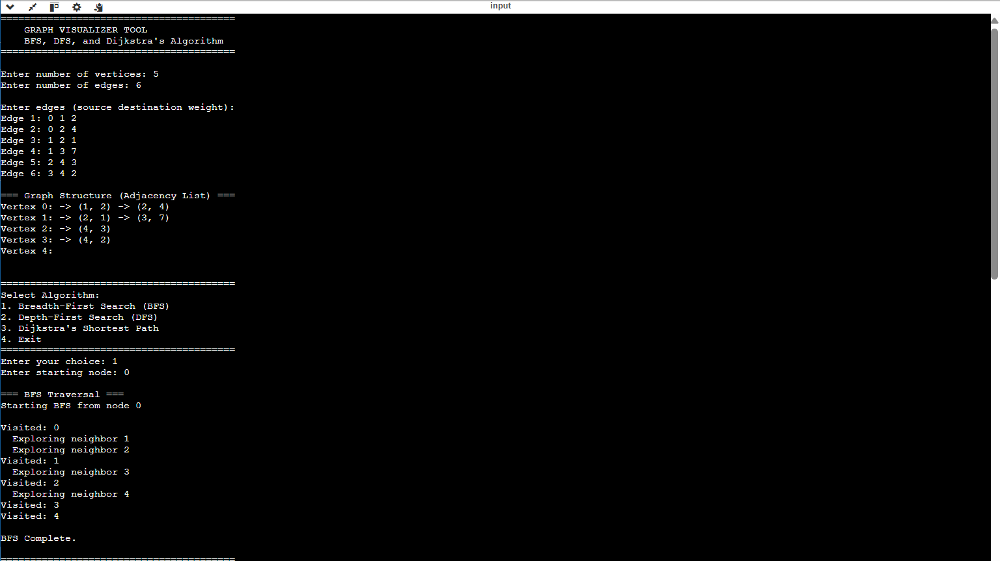 input
========================================
    GRAPH VISUALIZER TOOL
    BFS, DFS, and Dijkstra's Algorithm
========================================
Enter number of vertices: 5
Enter number of edges: 6
Enter edges (source destination weight):
Edge 1: 0 1 2
Edge 2: 0 2 4
Edge 3: 1 2 1
Edge 4: 1 3 7
Edge 5: 2 4 3
Edge 6: 3 4 2
=== Graph Structure (Adjacency List) ===
Vertex 0: -> (1, 2) -> (2, 4)
Vertex 1: -> (2, 1) -> (3, 7)
Vertex 2: -> (4, 3)
Vertex 3: -> (4, 2)
Vertex 4:
========================================
Select Algorithm:
1. Breadth-First Search (BFS)
2. Depth-First Search (DFS)
3. Dijkstra's Shortest Path
4. Exit
========================================
Enter your choice: 1
Enter starting node: 0
=== BFS Traversal ===
Starting BFS from node 0
Visited: 0
  Exploring neighbor 1
  Exploring neighbor 2
Visited: 1
  Exploring neighbor 3
Visited: 2
  Exploring neighbor 4
Visited: 3
Visited: 4
BFS Complete.
========================================